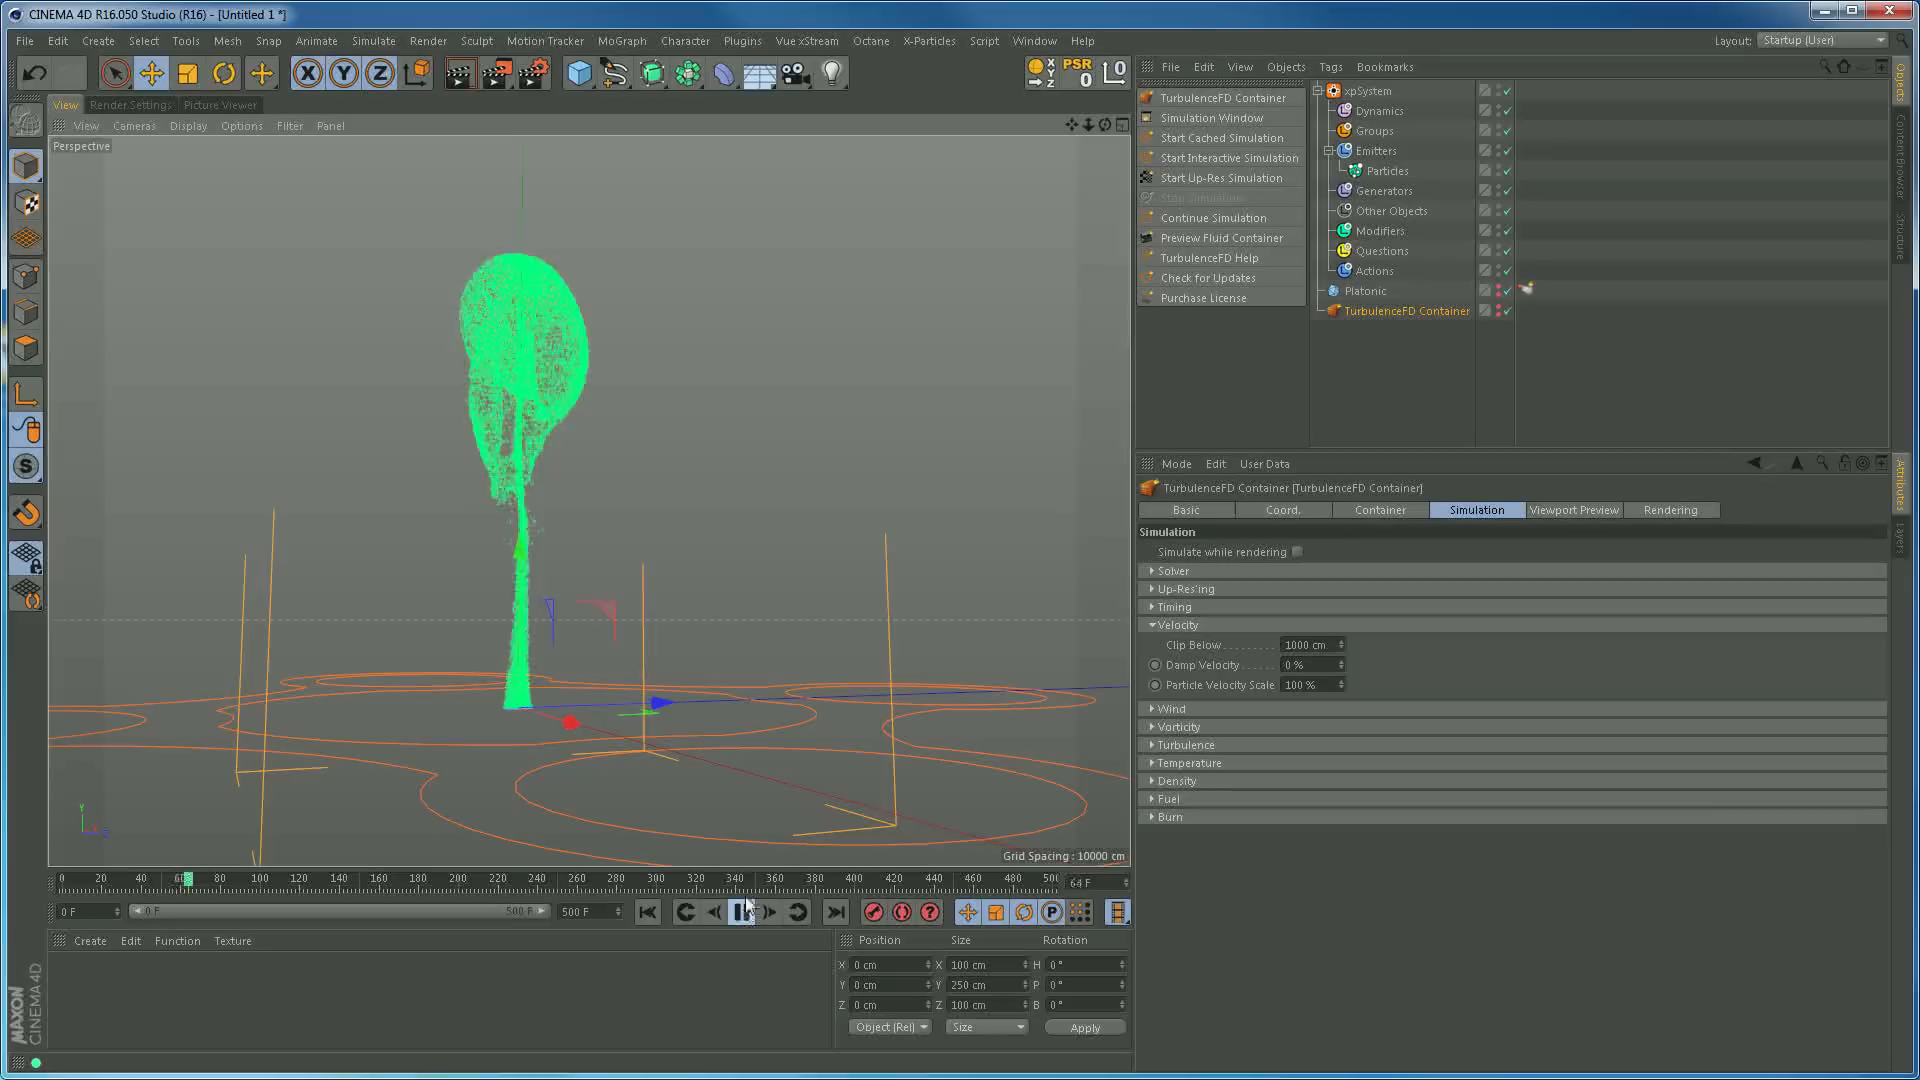 CINEMA 4D R16.050 Studio (R16) - [Untitled 1 *]
File Edit Create Select Tools Mesh Snap Animate Simulate Render Sculpt Motion Tracker MoGraph Character Plugins Vue xStream Octane X-Particles Script Window Help
Layout: Startup (User)
X Y Z
X Y Z PSR 0 0
View Render Settings Picture Viewer
View Cameras Display Options Filter Panel
Perspective
Grid Spacing : 10000 cm
Y
S
0 20 40 60 80 100 120 140 160 180 200 220 240 260 280 300 320 340 360 380 400 420 440 460 480 500
64 F
0 F
0 F
500 F
500 F
P
Create Edit Function Texture
Position Size Rotation
X 0 cm X 100 cm H 0 °
Y 0 cm Y 250 cm P 0 °
Z 0 cm Z 100 cm B 0 °
Object (Rel) Size Apply
MAXON
CINEMA 4D
File Edit View Objects Tags Bookmarks
TurbulenceFD Container
Simulation Window
Start Cached Simulation
Start Interactive Simulation
Start Up-Res Simulation
Stop Simulation
Continue Simulation
Preview Fluid Container
TurbulenceFD Help
Check for Updates
Purchase License
xpSystem
Dynamics
Groups
Emitters
Particles
Generators
Other Objects
Modifiers
Questions
Actions
Platonic
TurbulenceFD Container
Objects
Content Browser
Structure
Mode Edit User Data
TurbulenceFD Container [TurbulenceFD Container]
Basic Coord. Container Simulation Viewport Preview Rendering
Simulation
Simulate while rendering
Solver
Up-Res'ing
Timing
Velocity
Clip Below 1000 cm
Damp Velocity 0 %
Particle Velocity Scale 100 %
Wind
Vorticity
Turbulence
Temperature
Density
Fuel
Burn
Attributes
Layers